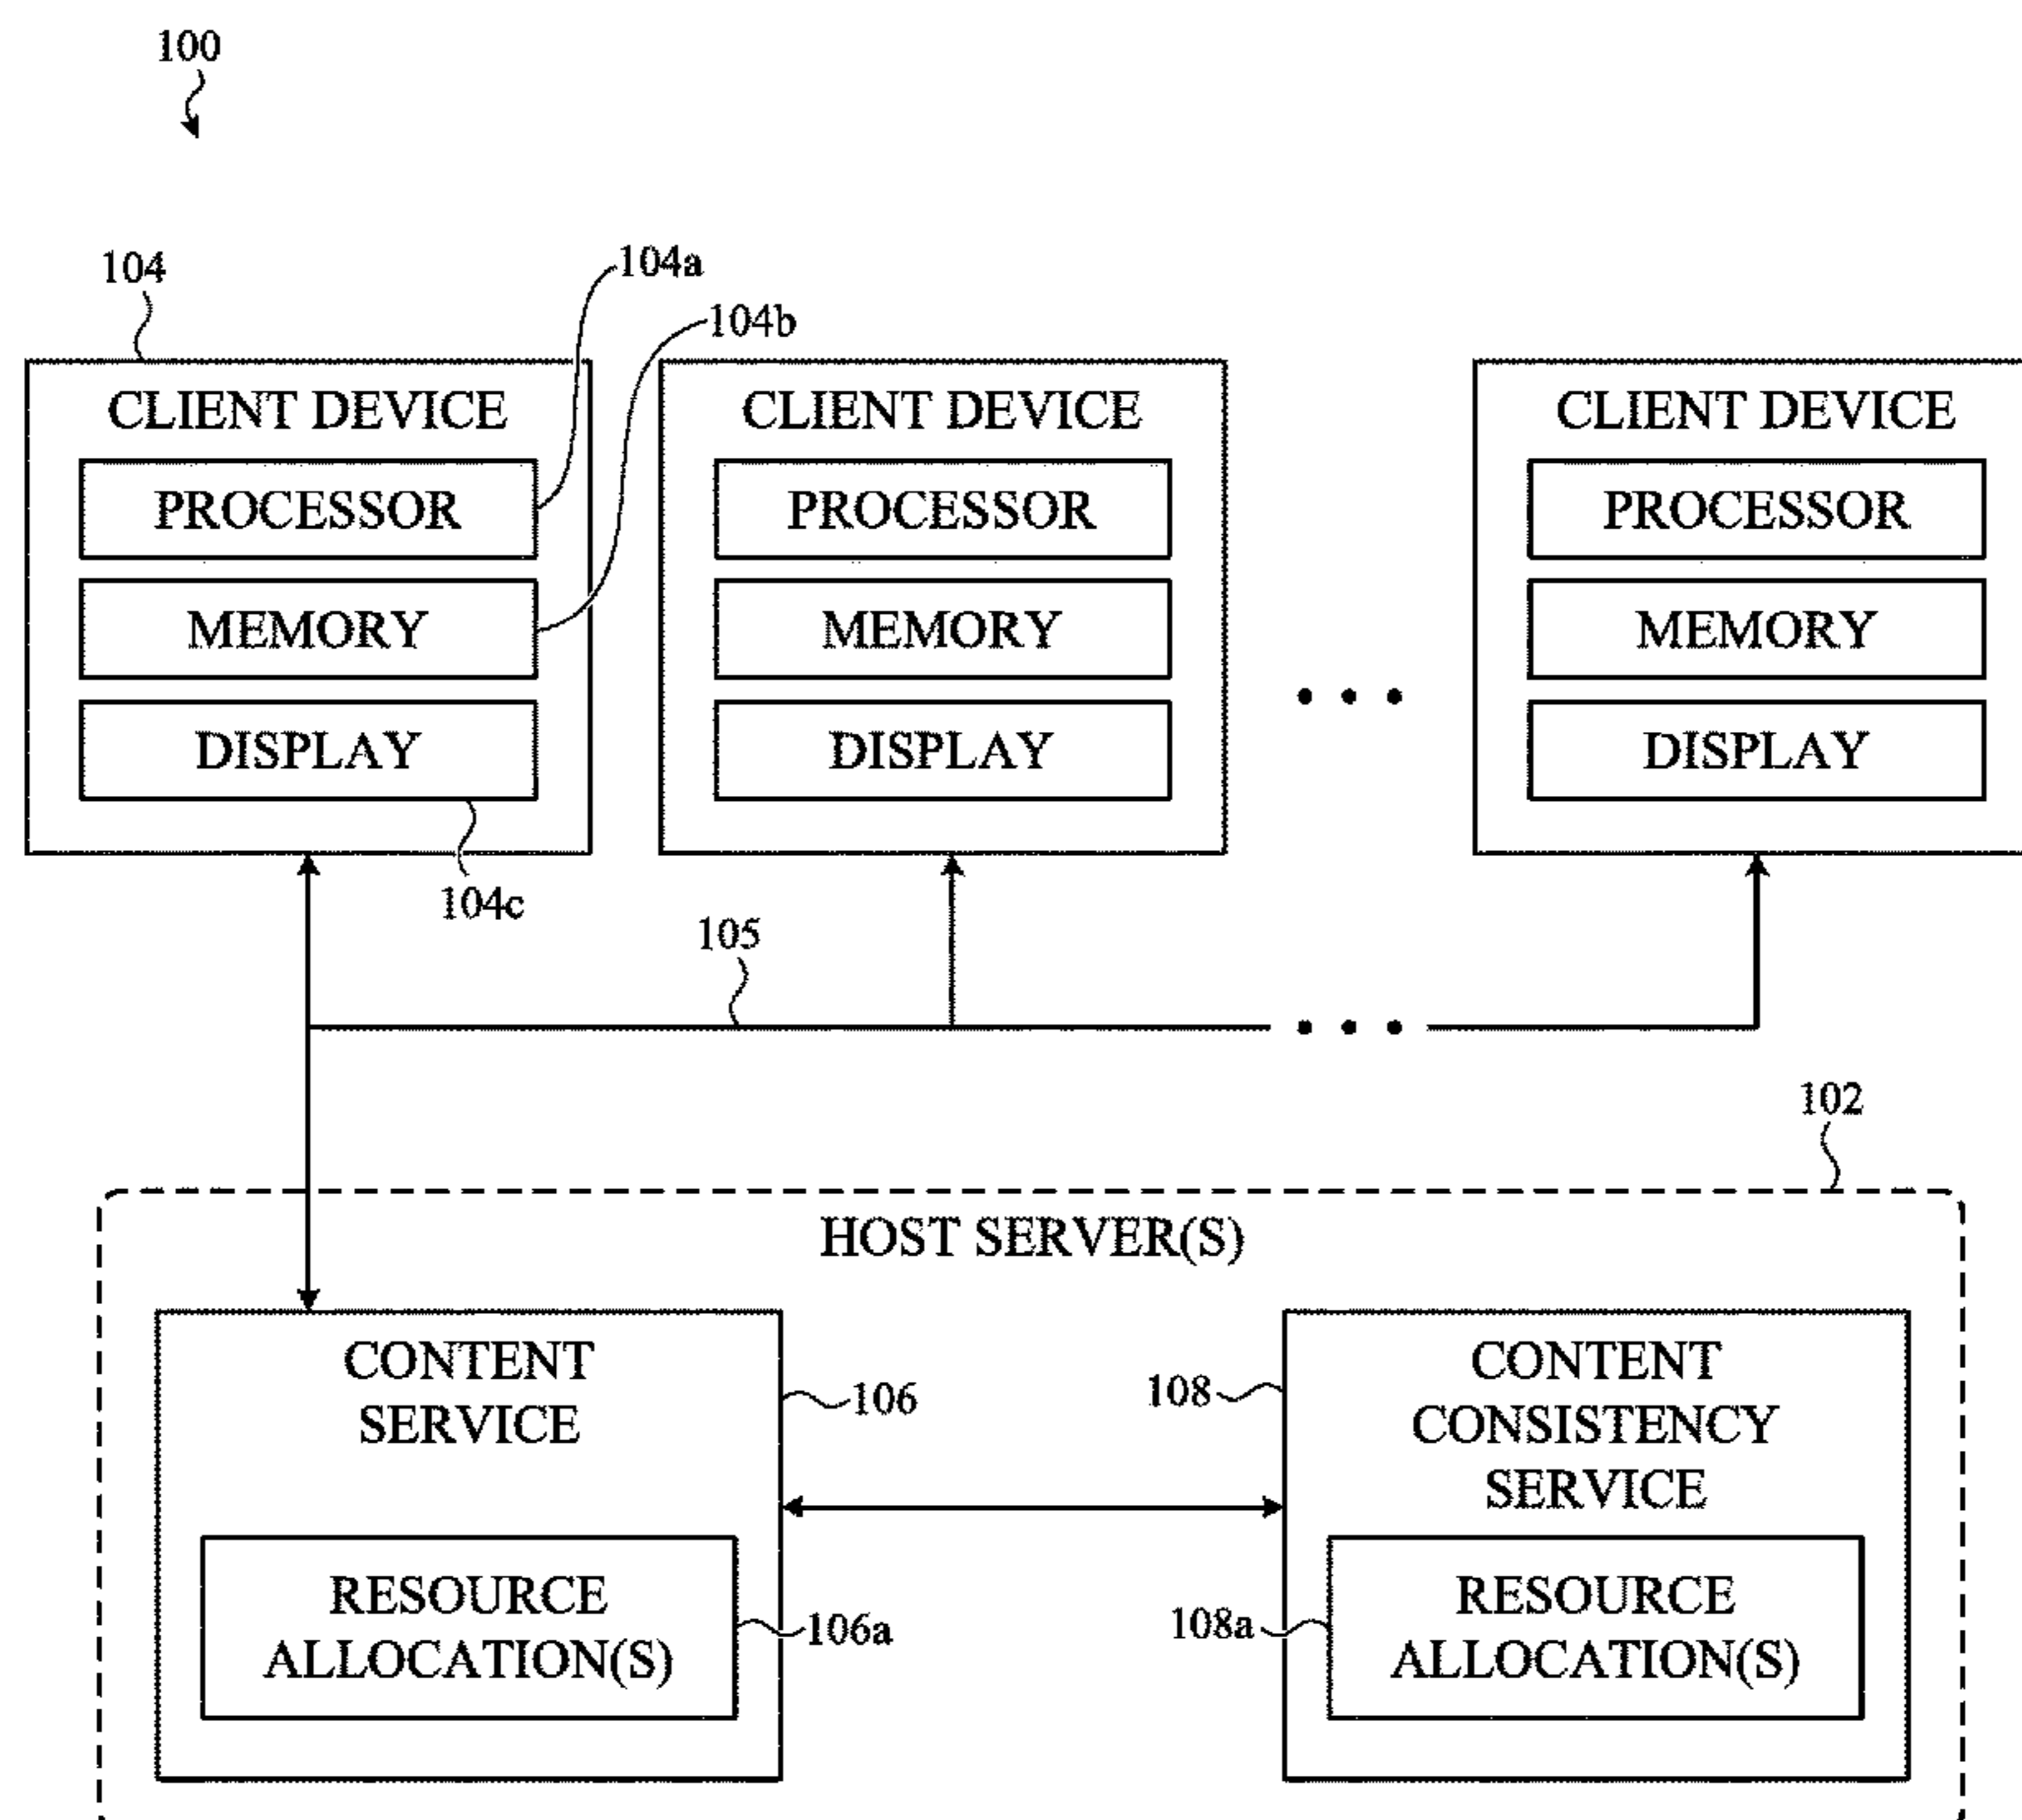 100
104
104a
104b
CLIENT DEVICE
PROCESSOR
MEMORY
DISPLAY
104c
CLIENT DEVICE
PROCESSOR
MEMORY
DISPLAY
CLIENT DEVICE
PROCESSOR
MEMORY
DISPLAY
105
102
HOST SERVER(S)
CONTENT
SERVICE
106
RESOURCE
ALLOCATION(S)
106a
108
CONTENT
CONSISTENCY
SERVICE
108a
RESOURCE
ALLOCATION(S)